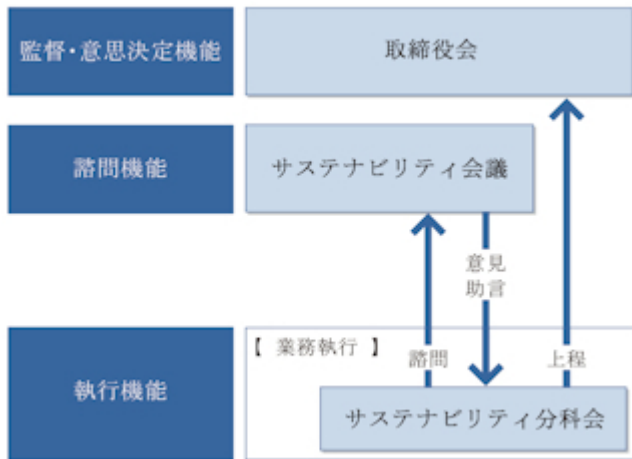 監督・意思決定機能
取締役会
諮問機能
サステナビリティ会議
意見
助言
執行機能
【 業務執行 】
諮問
上程
サステナビリティ分科会